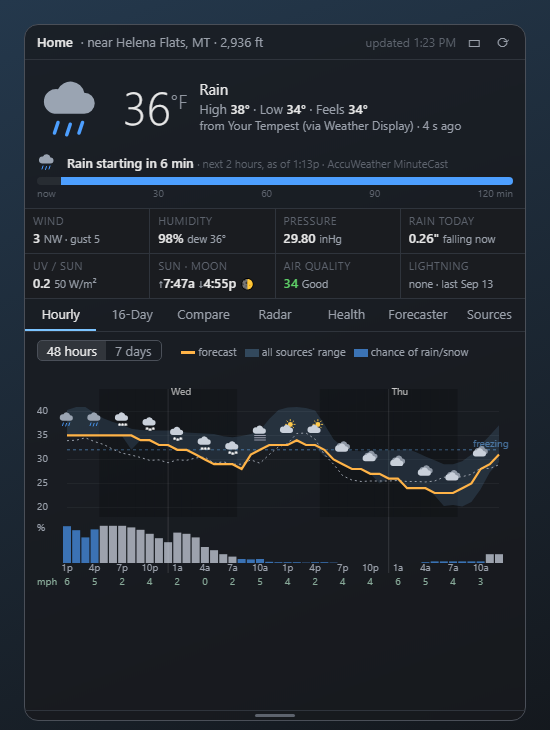 Home · near Helena Flats, MT · 2,936 ft updated 1:23 PM
36°F
Rain
High 38° · Low 34° · Feels 34°
from Your Tempest (via Weather Display) · 4 s ago
Rain starting in 6 min · next 2 hours, as of 1:13p · AccuWeather MinuteCast
now 30 60 90 120 min
WIND HUMIDITY PRESSURE RAIN TODAY
3 NW · gust 5 98% dew 36° 29.80 inHg 0.26" falling now
UV / SUN SUN · MOON AIR QUALITY LIGHTNING
0.2 50 W/m² ↑7:47a ↓4:55p 34 Good none · last Sep 13
Hourly 16-Day Compare Radar Health Forecaster Sources
48 hours 7 days forecast all sources' range chance of rain/snow
Wed Thu
40
35
freezing
30
25
20
%
1p 4p 7p 10p 1a 4a 7a 10a 1p 4p 7p 10p 1a 4a 7a 10a
mph 6 5 2 4 2 0 2 5 4 2 4 4 6 5 4 3